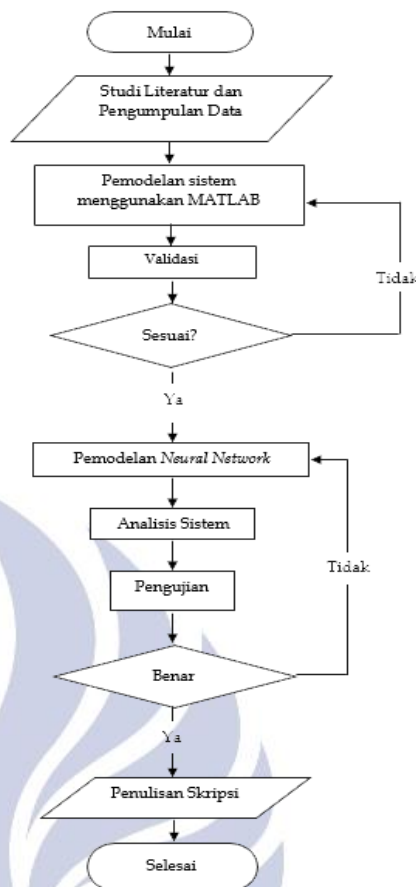 Mulai
Studi Literatur dan
Pengumpulan Data
Pemodelan sistem
menggunakan MATLAB
Validasi
Tidak
Sesuai?
Ya
Pemodelan Neural Network
Analisis Sistem
Tidak
Pengujian
Benar
Ya
Penulisan Skripsi
Selesai